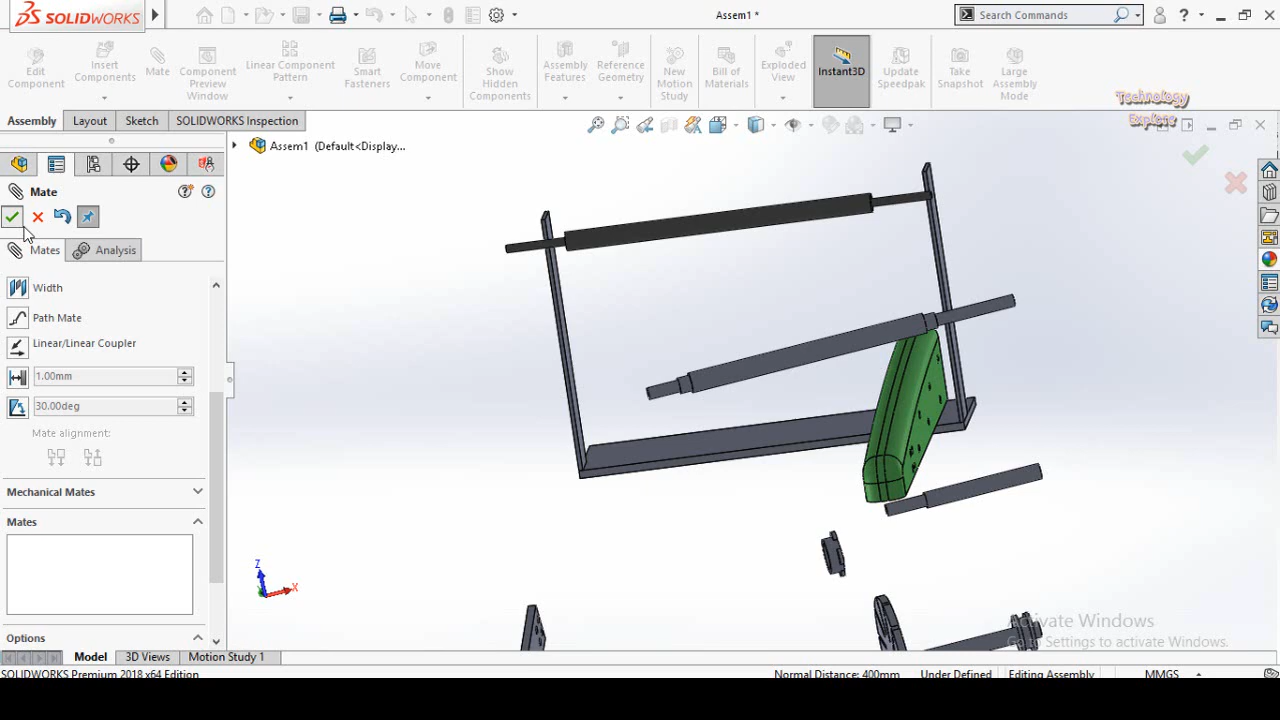 SOLIDWORKS
Assem1 *
Search Commands
Edit Component
Insert Components
Mate
Component Preview Window
Linear Component Pattern
Smart Fasteners
Move Component
Show Hidden Components
Assembly Features
Reference Geometry
New Motion Study
Bill of Materials
Exploded View
Instant3D
Update Speedpak
Take Snapshot
Large Assembly Mode
Technology
Explore
Assembly
Layout
Sketch
SOLIDWORKS Inspection
Assem1 (Default<Display...
Mate
Mates
Analysis
Width
Path Mate
Linear/Linear Coupler
1.00mm
30.00deg
Mate alignment:
Mechanical Mates
Mates
Options
Z
X
Activate Windows
Go to Settings to activate Windows.
Model
3D Views
Motion Study 1
SOLIDWORKS Premium 2018 x64 Edition
Normal Distance: 400mm
Under Defined
Editing Assembly
MMGS